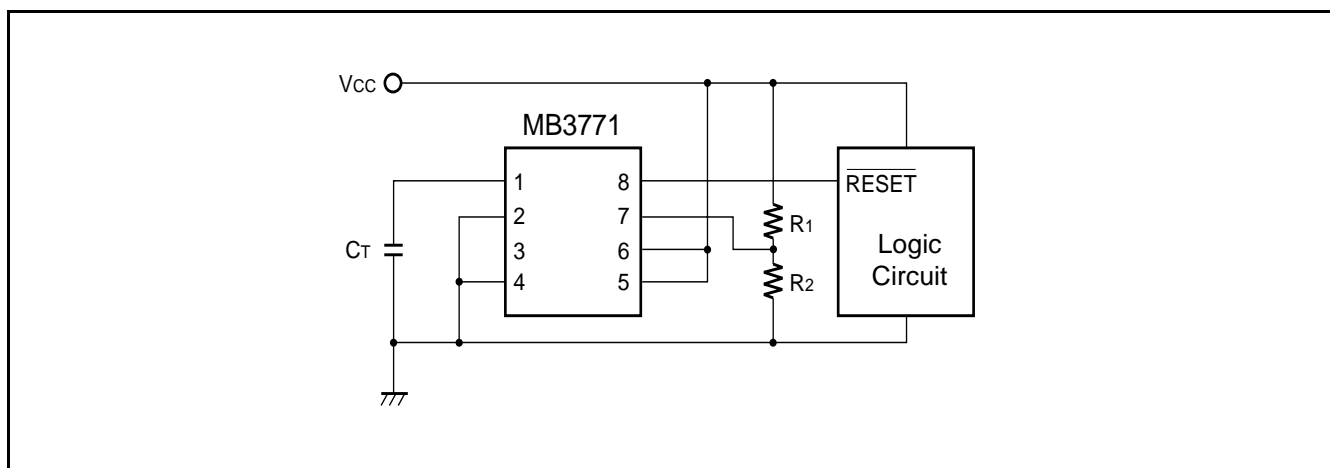 VCC
MB3771
1 8
2 7
3 6
4 5
CT
R1
R2
RESET
Logic
Circuit